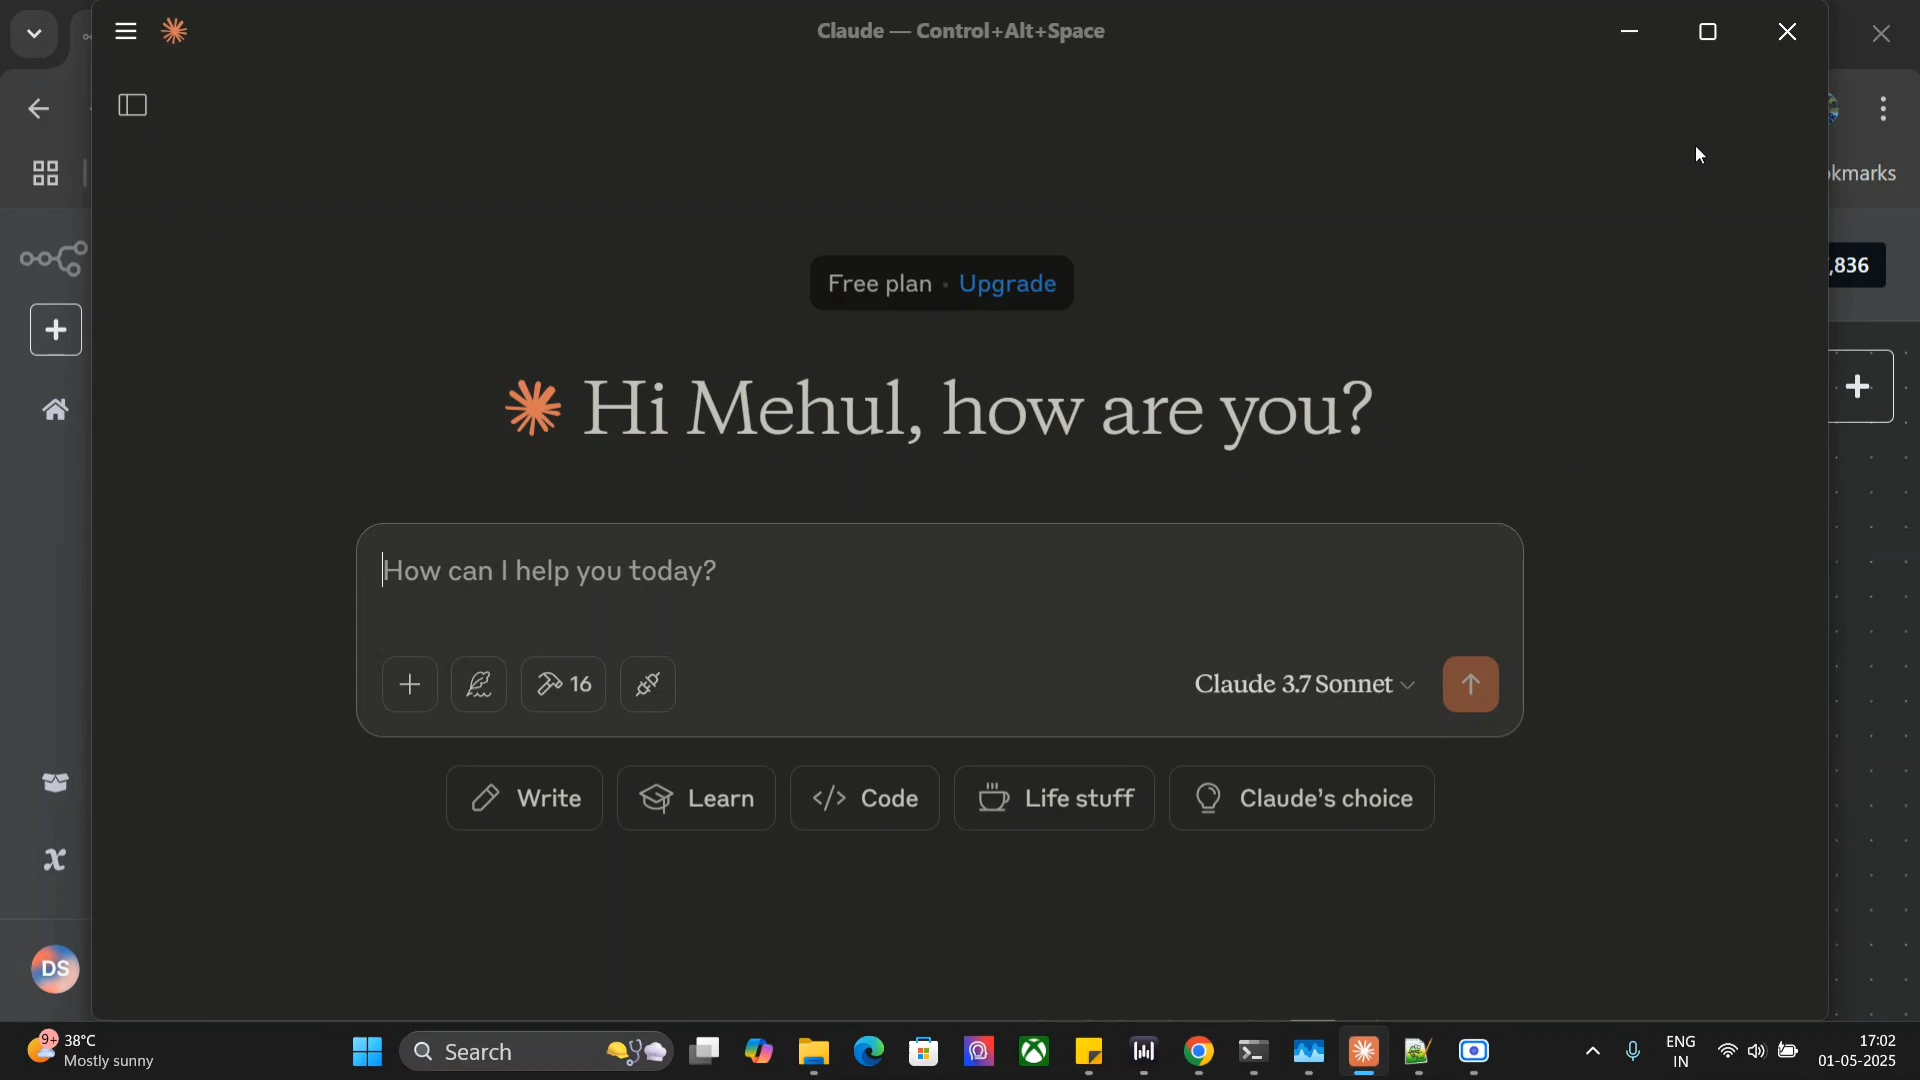 Claude — Control+Alt+Space
kmarks
,836
Free plan · Upgrade
Hi Mehul, how are you?
How can I help you today?
16
Claude 3.7 Sonnet
Write
Learn
Code
Life stuff
Claude's choice
DS
9+
38°C
Mostly sunny
Search
ENG
IN
17:02
01-05-2025